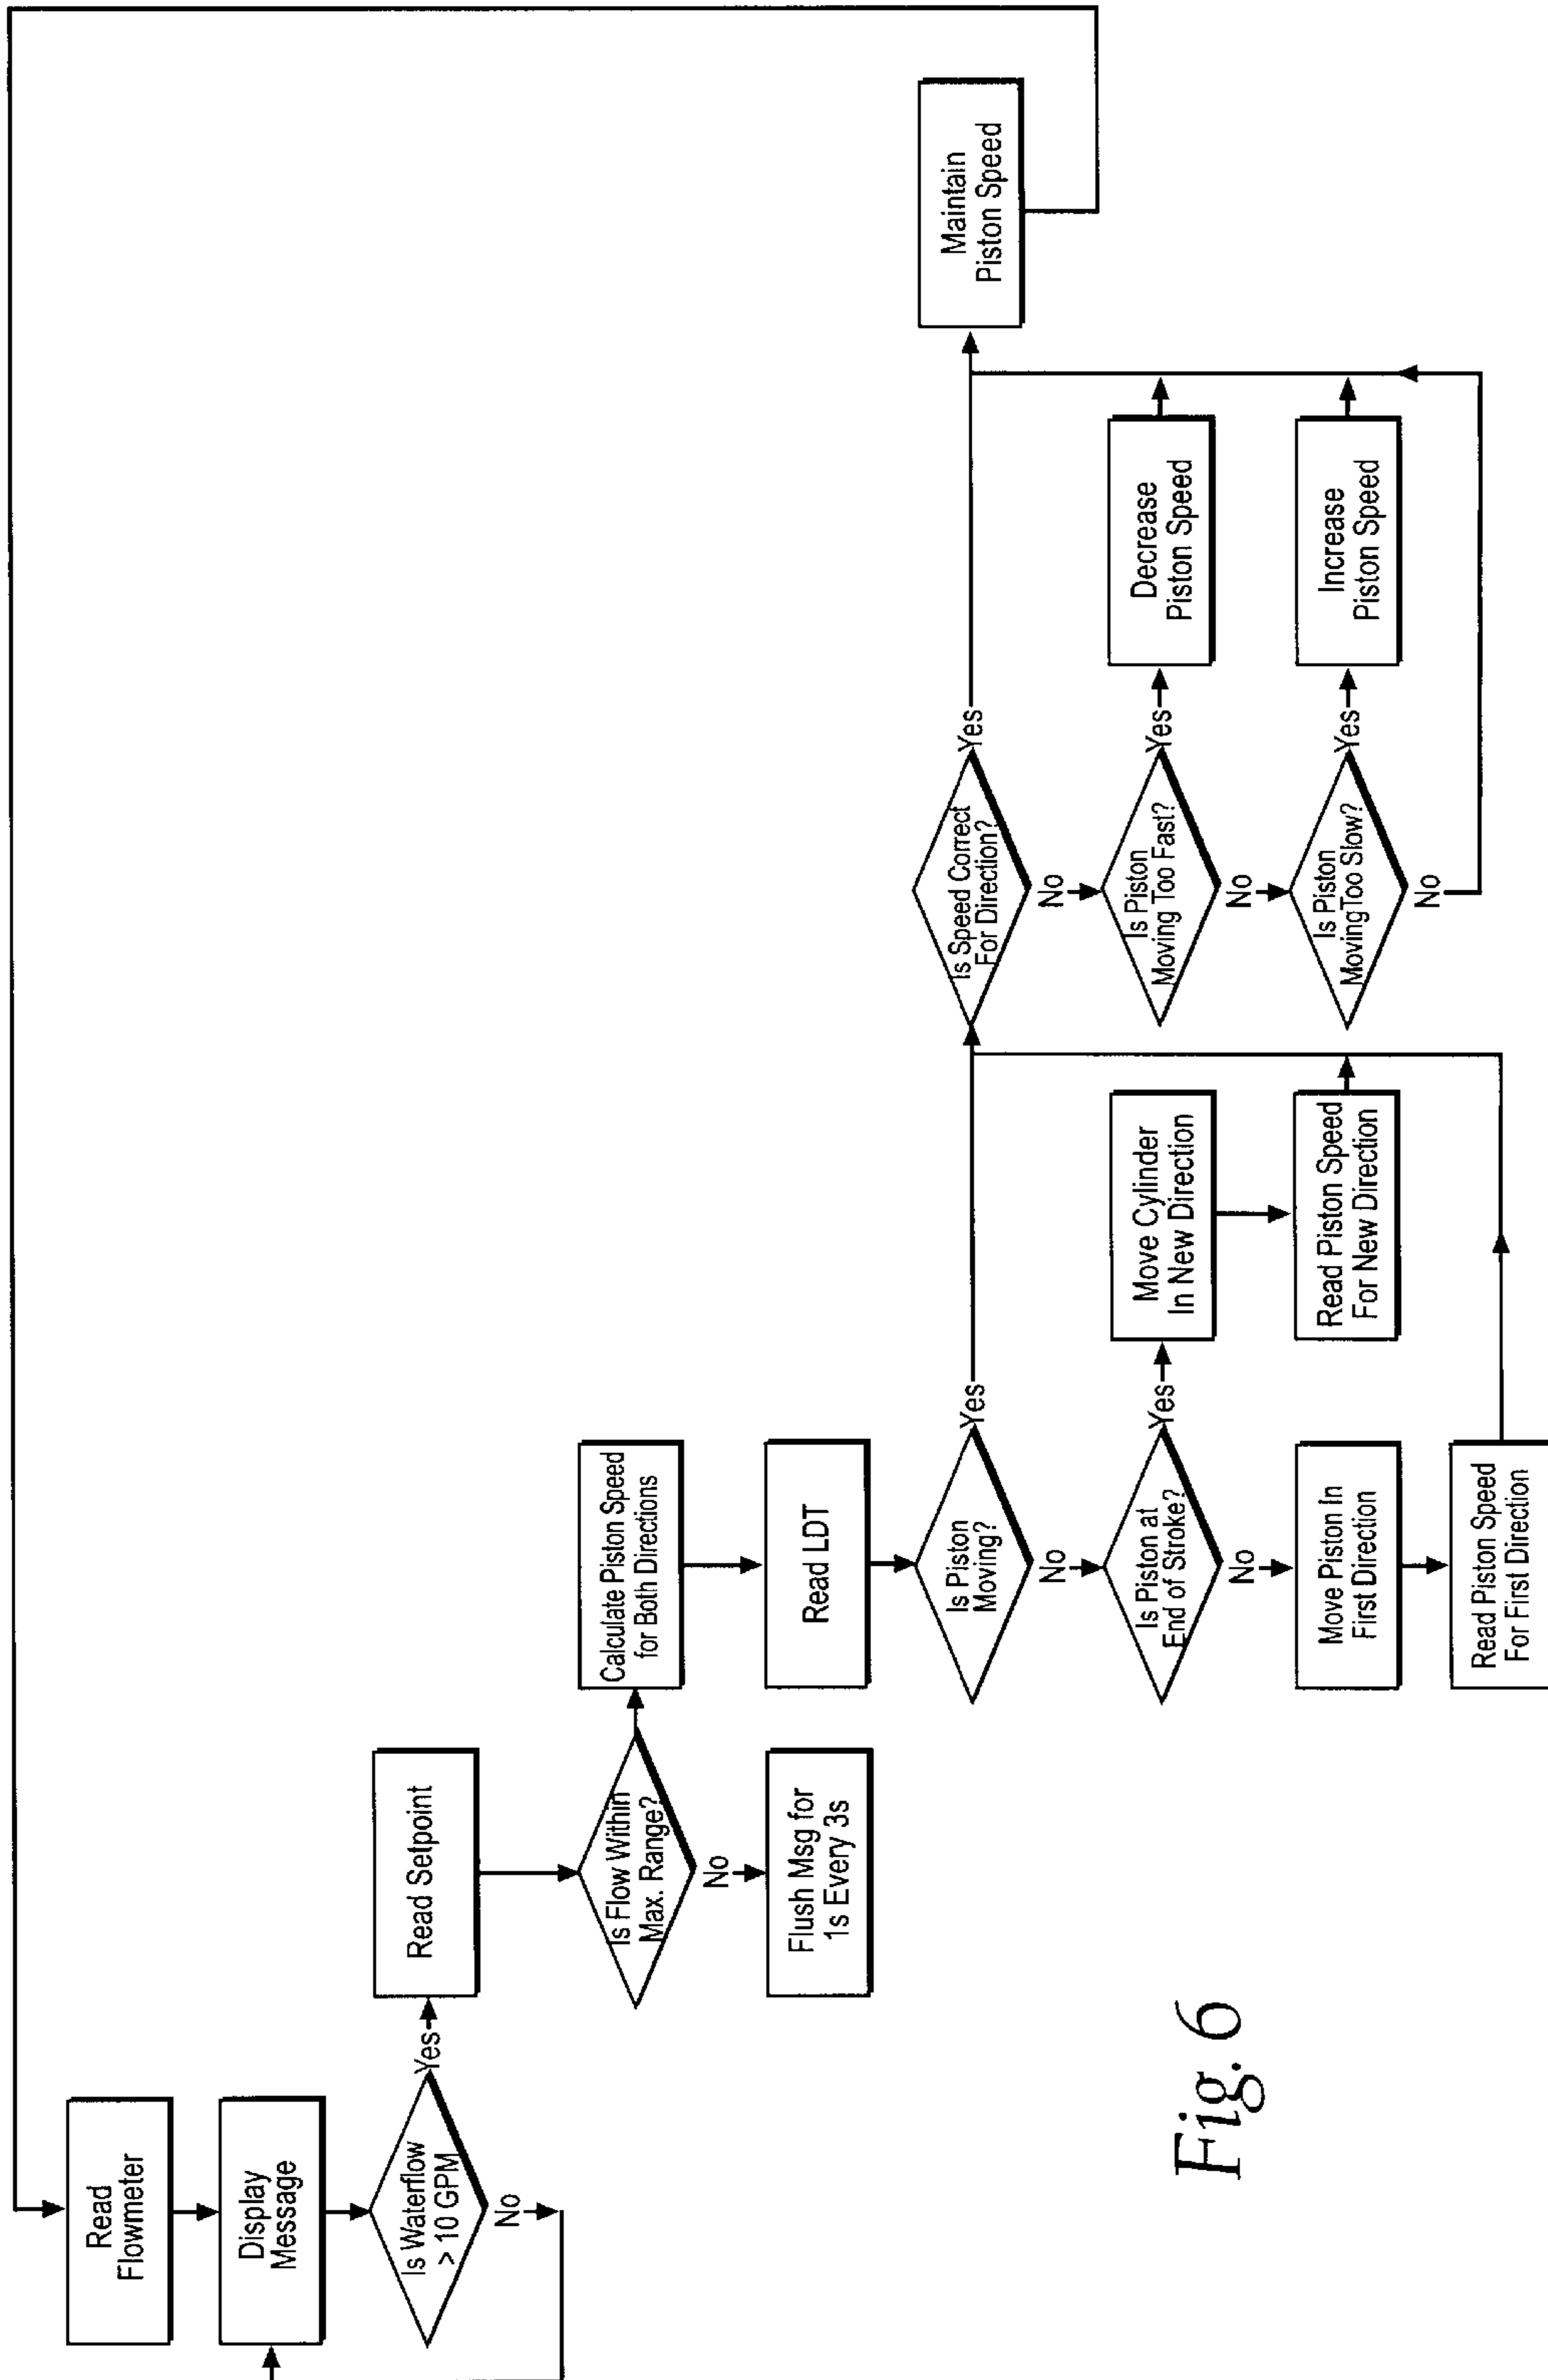 Read
Flowmeter
Display
Message
Is Waterflow
> 10 GPM
Yes
No
Read Setpoint
Is Flow Within
Max. Range?
No
Flush Msg for
1s Every 3s
Calculate Piston Speed
for Both Directions
Read LDT
Is Piston
Moving?
Yes
No
Is Piston at
End of Stroke?
Yes
No
Move Cylinder
In New Direction
Read Piston Speed
For New Direction
Move Piston In
First Direction
Read Piston Speed
For First Direction
Is Speed Correct
For Direction?
Yes
No
Is Piston
Moving Too Fast?
Yes
No
Decrease
Piston Speed
Is Piston
Moving Too Slow?
Yes
No
Increase
Piston Speed
Maintain
Piston Speed
Fig. 6